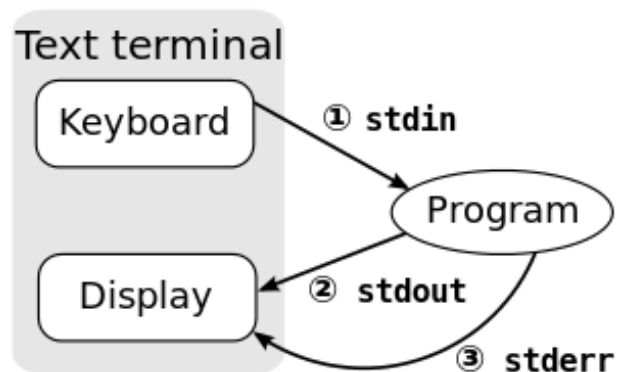 Text terminal
Keyboard
① stdin
Program
Display
② stdout
③ stderr